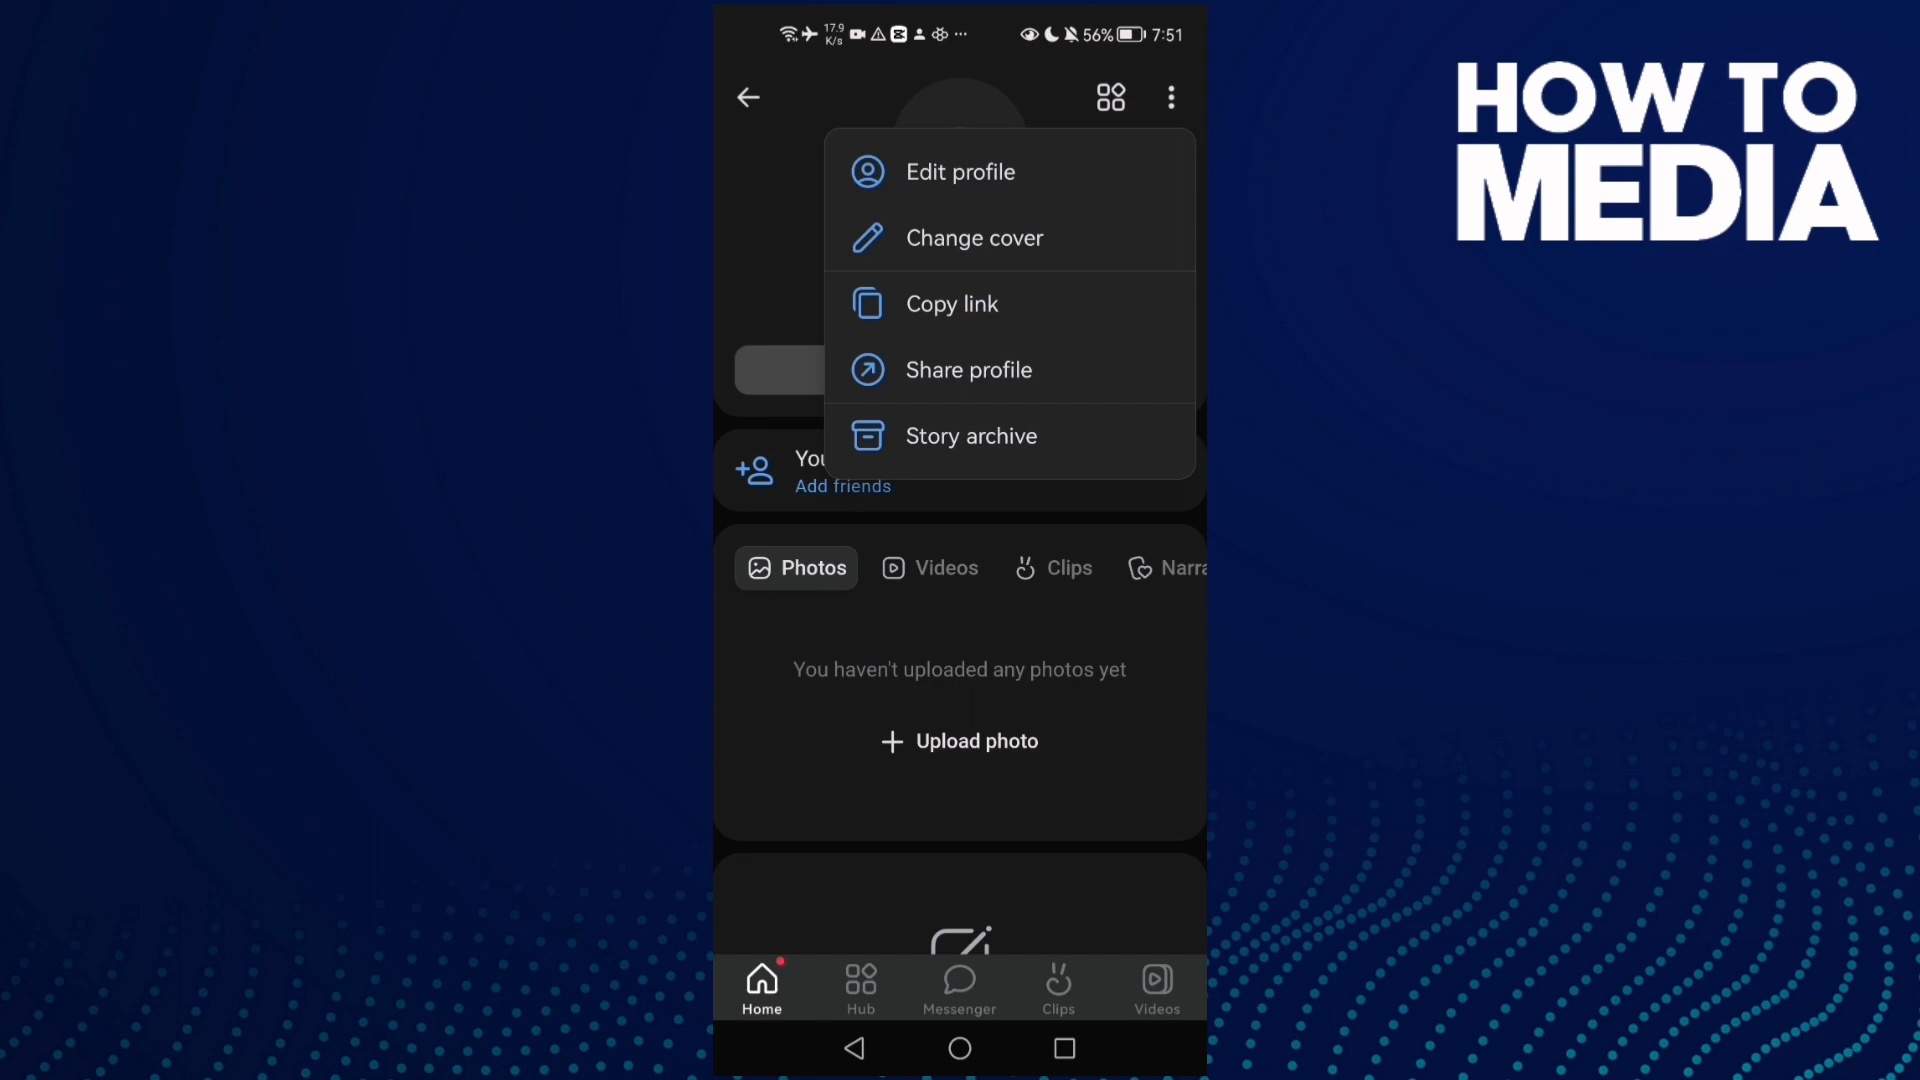 17.9
K/s
56%
7:51
HOW TO
MEDIA
Edit profile
Change cover
Copy link
Share profile
Story archive
You
Add friends
Photos
Videos
Clips
Narra
You haven't uploaded any photos yet
Upload photo
Home
Hub
Messenger
Clips
Videos